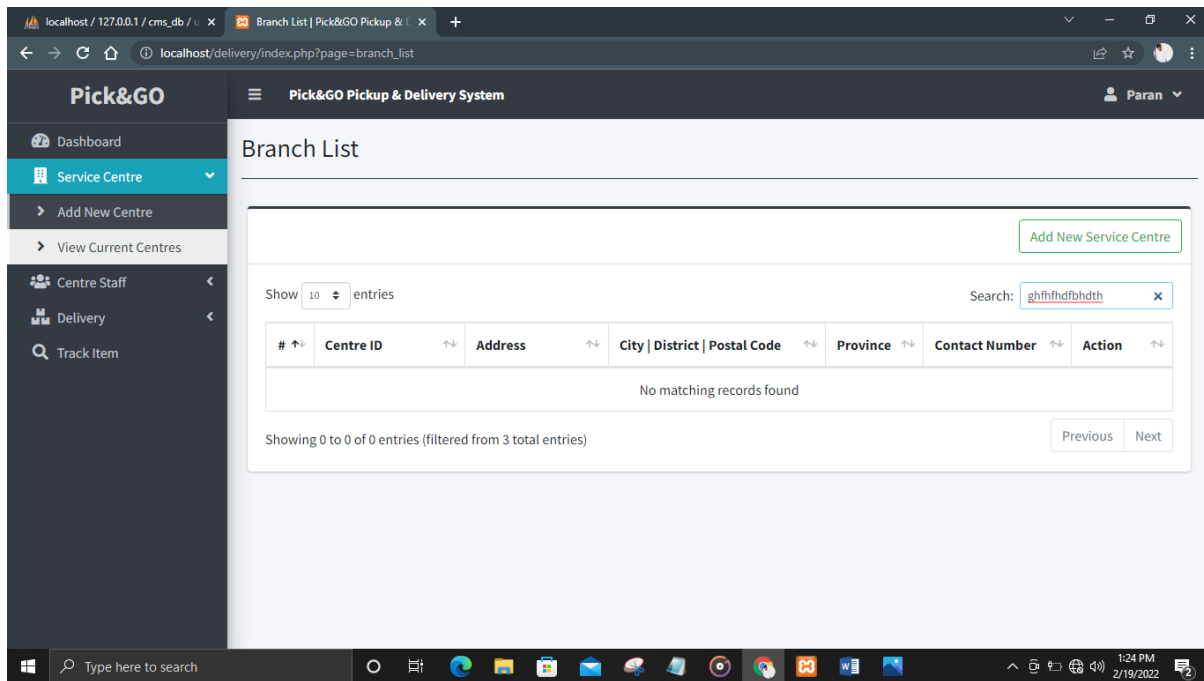 localhost / 127.0.0.1 / cms_db / u
Branch List | Pick&GO Pickup & D
localhost/delivery/index.php?page=branch_list
Pick&GO
Pick&GO Pickup & Delivery System
Paran
Dashboard
Service Centre
Add New Centre
View Current Centres
Centre Staff
Delivery
Track Item
Branch List
Add New Service Centre
Show 10 entries
Search: ghfhfhdfbhdth
# Centre ID Address City | District | Postal Code Province Contact Number Action
No matching records found
Showing 0 to 0 of 0 entries (filtered from 3 total entries)
Previous Next
Type here to search
1:24 PM
2/19/2022
2